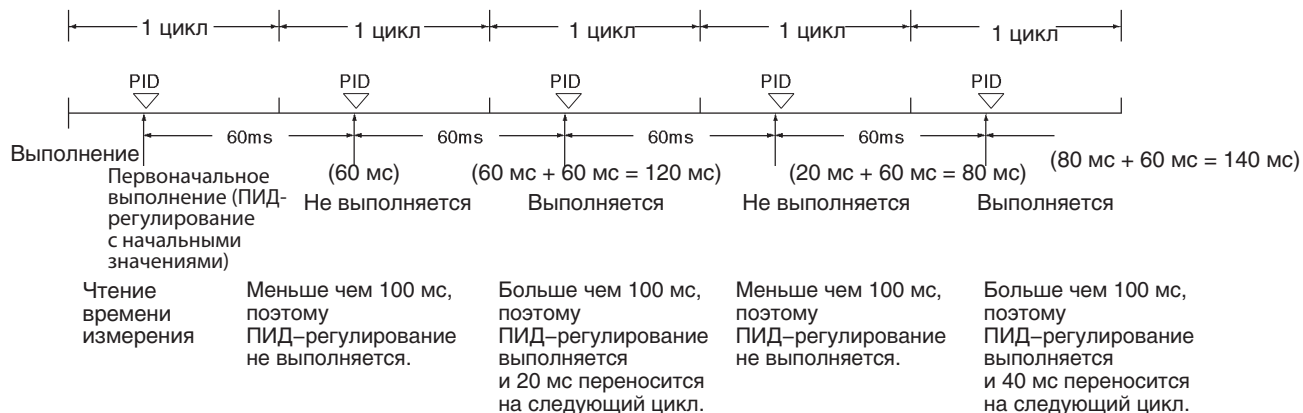 1 цикл
1 цикл
1 цикл
1 цикл
1 цикл
PID
PID
PID
PID
PID
60ms
60ms
60ms
60ms
Выполнение
Первоначальное
выполнение (ПИД-
регулирование
с начальными
значениями)
(60 мс)
Не выполняется
(60 мс + 60 мс = 120 мс)
Выполняется
(20 мс + 60 мс = 80 мс)
Не выполняется
(80 мс + 60 мс = 140 мс)
Выполняется
Чтение
времени
измерения
Меньше чем 100 мс,
поэтому
ПИД–регулирование
не выполняется.
Больше чем 100 мс,
поэтому
ПИД–регулирование
выполняется
и 20 мс переносится
на следующий цикл.
Меньше чем 100 мс,
поэтому
ПИД–регулирование
не выполняется.
Больше чем 100 мс,
поэтому
ПИД–регулирование
выполняется
и 40 мс переносится
на следующий цикл.